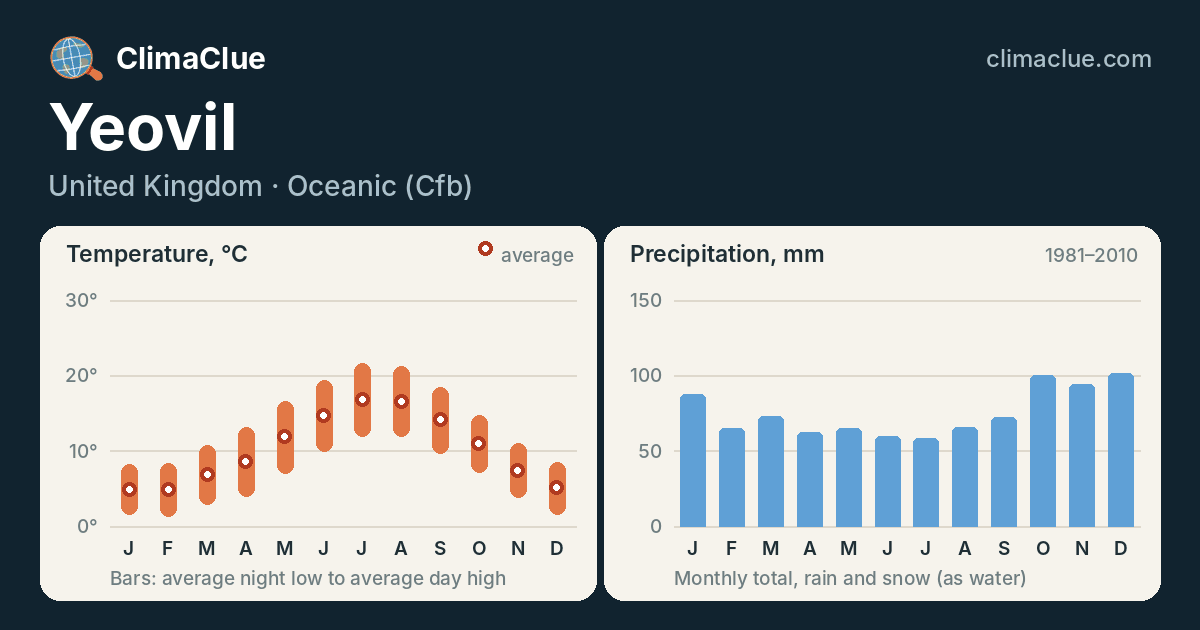 ClimaClue
climaclue.com
Yeovil
United Kingdom · Oceanic (Cfb)
Temperature, °C
average
30°
20°
10°
0°
J F M A M J J A S O N D
Bars: average night low to average day high
Precipitation, mm
1981–2010
150
100
50
0
J F M A M J J A S O N D
Monthly total, rain and snow (as water)